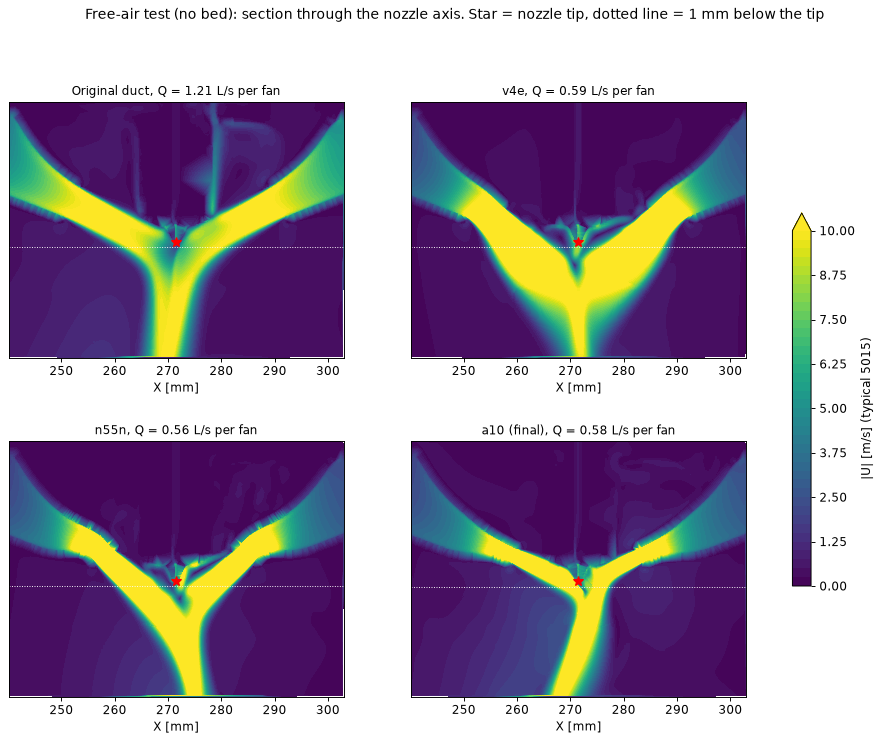 Free-air test (no bed): section through the nozzle axis. Star = nozzle tip, dotted line = 1 mm below the tip
Original duct, Q = 1.21 L/s per fan
v4e, Q = 0.59 L/s per fan
250 260 270 280 290 300
X [mm]
250 260 270 280 290 300
X [mm]
n55n, Q = 0.56 L/s per fan
a10 (final), Q = 0.58 L/s per fan
250 260 270 280 290 300
X [mm]
250 260 270 280 290 300
X [mm]
10.00
8.75
7.50
6.25
5.00
3.75
2.50
1.25
0.00
|U| [m/s] (typical 5015)